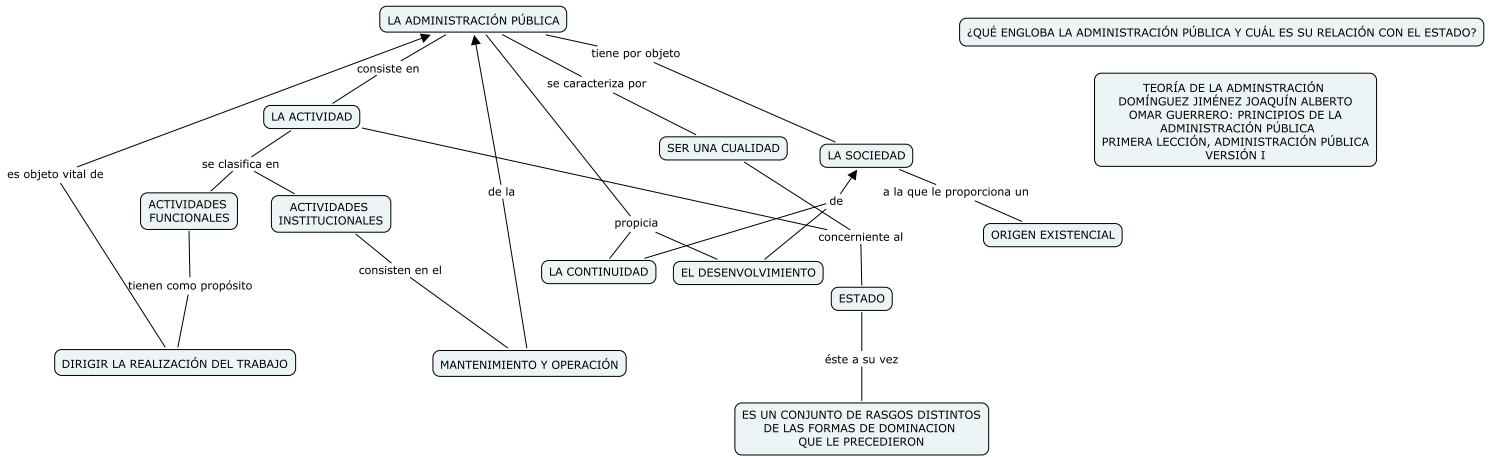 LA ADMINISTRACIÓN PÚBLICA
¿QUÉ ENGLOBA LA ADMINISTRACIÓN PÚBLICA Y CUÁL ES SU RELACIÓN CON EL ESTADO?
tiene por objeto
consiste en
se caracteriza por
TEORÍA DE LA ADMINSTRACIÓN
DOMÍNGUEZ JIMÉNEZ JOAQUÍN ALBERTO
OMAR GUERRERO: PRINCIPIOS DE LA
ADMINISTRACIÓN PÚBLICA
PRIMERA LECCIÓN, ADMINISTRACIÓN PÚBLICA
VERSIÓN I
LA ACTIVIDAD
SER UNA CUALIDAD
LA SOCIEDAD
se clasifica en
es objeto vital de
de la
a la que le proporciona un
ACTIVIDADES
FUNCIONALES
ACTIVIDADES
INSTITUCIONALES
de
propicia
concerniente al
ORIGEN EXISTENCIAL
consisten en el
LA CONTINUIDAD
EL DESENVOLVIMIENTO
tienen como propósito
ESTADO
éste a su vez
DIRIGIR LA REALIZACIÓN DEL TRABAJO
MANTENIMIENTO Y OPERACIÓN
ES UN CONJUNTO DE RASGOS DISTINTOS
DE LAS FORMAS DE DOMINACION
QUE LE PRECEDIERON